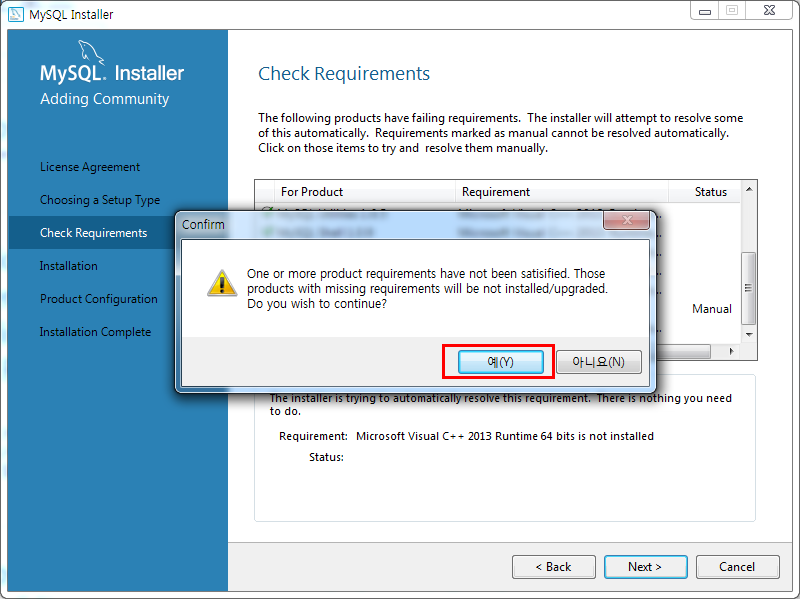 MySQL Installer
MySQL. Installer
Adding Community
License Agreement
Choosing a Setup Type
Check Requirements
Installation
Product Configuration
Installation Complete
Check Requirements
The following products have failing requirements. The installer will attempt to resolve some
of this automatically. Requirements marked as manual cannot be resolved automatically.
Click on those items to try and resolve them manually.
For Product Requirement Status
Manual
Confirm
One or more product requirements have not been satisified. Those
products with missing requirements will be not installed/upgraded.
Do you wish to continue?
예(Y) 아니요(N)
The installer is trying to automatically resolve this requirement. There is nothing you need
to do.
Requirement: Microsoft Visual C++ 2013 Runtime 64 bits is not installed
Status:
< Back Next > Cancel